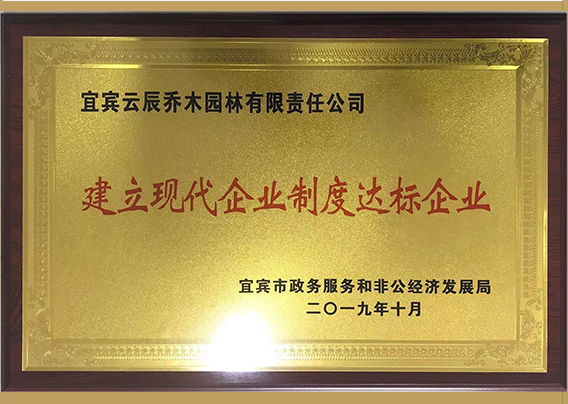 宜宾云辰乔木园林有限责任公司
建立现代企业制度达标企业
宜宾市政务服务和非公经济发展局
二〇一九年十月